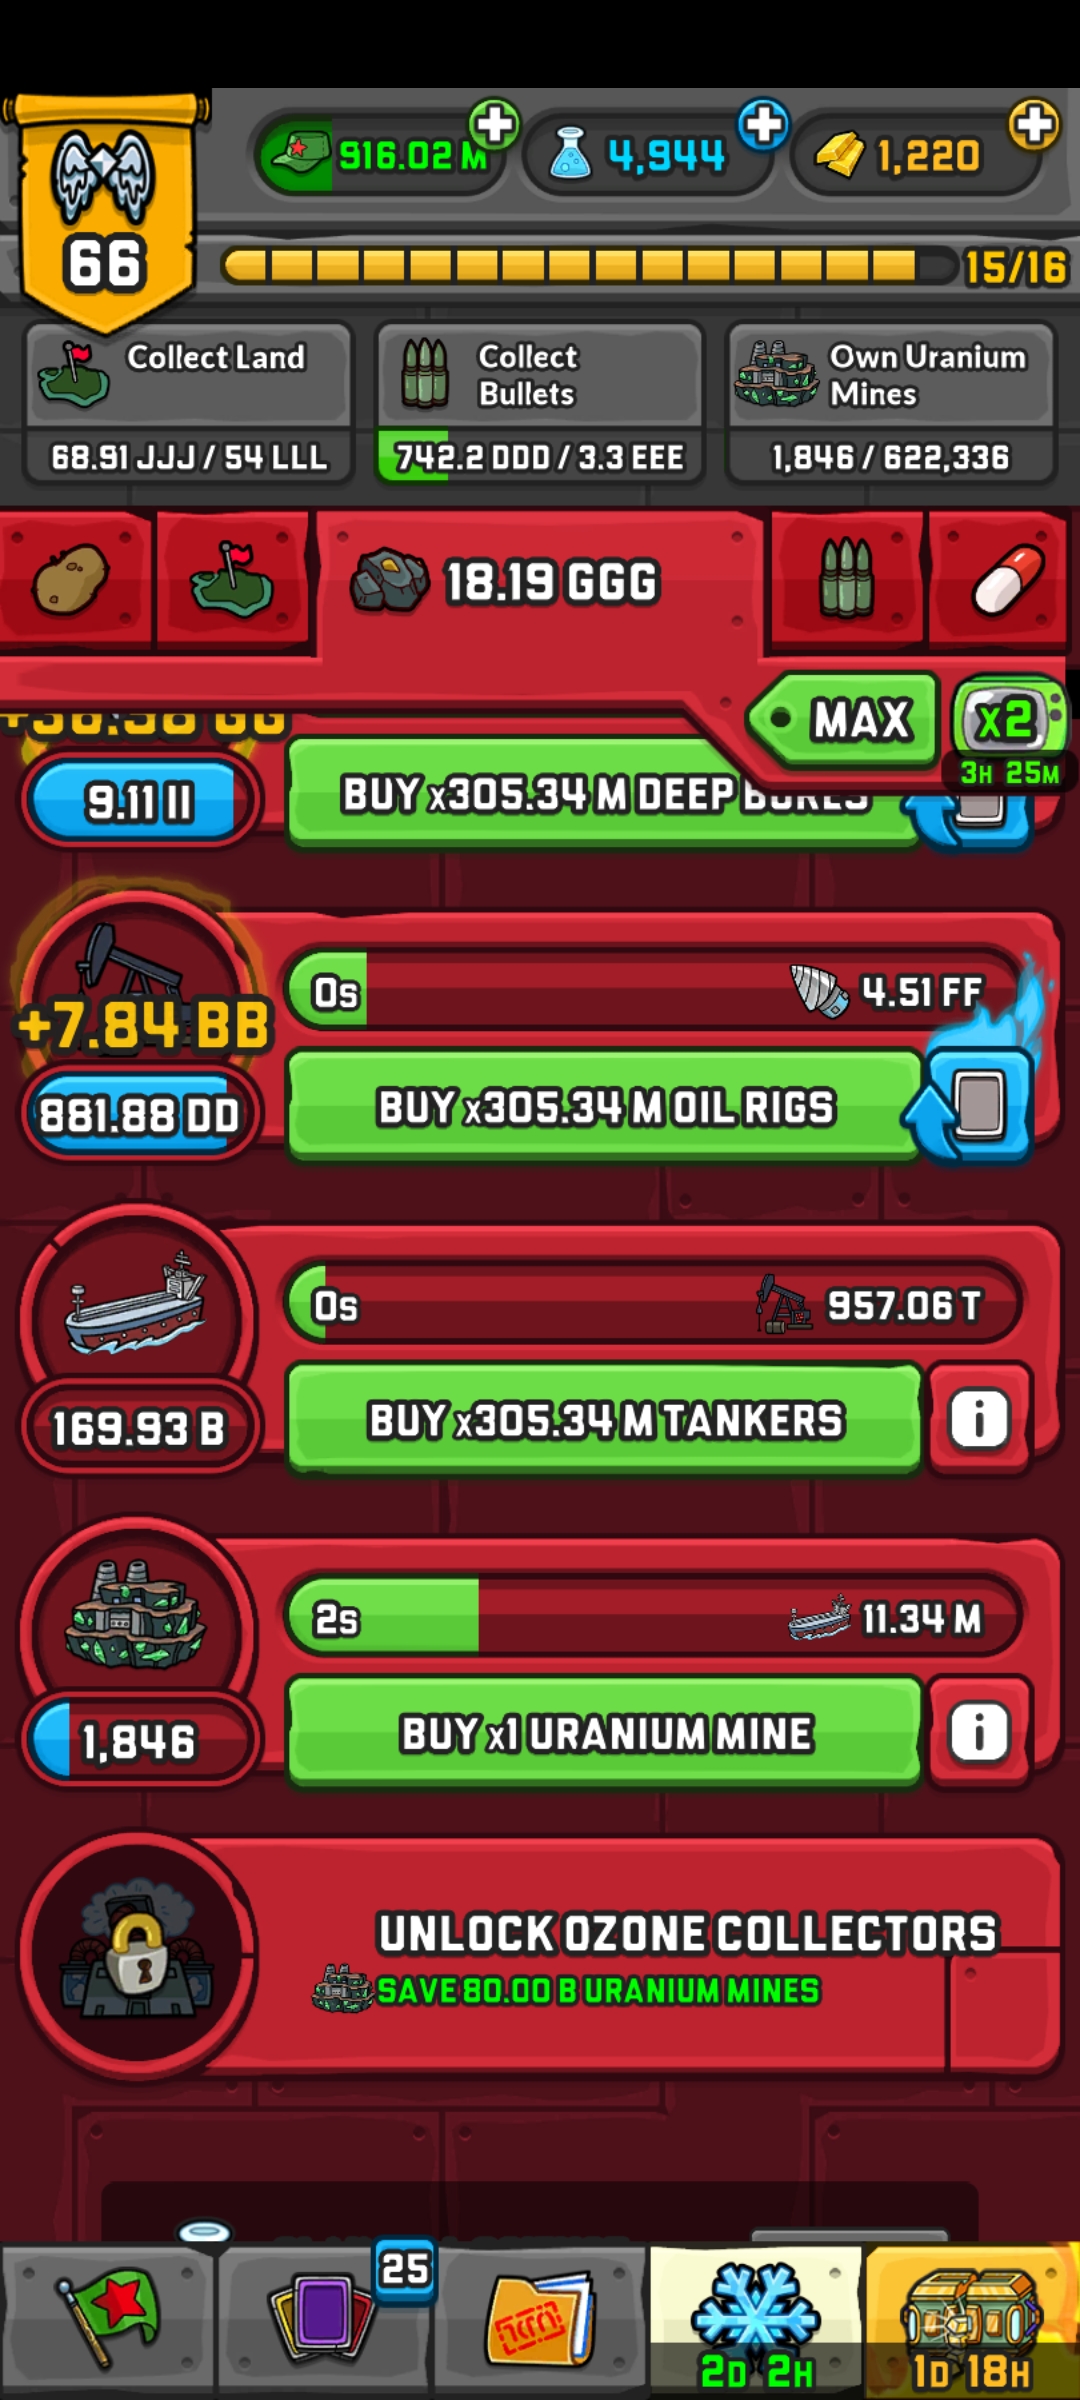 916.02 M
4,944
1,220
66
15/16
Collect Land
68.91 JJJ / 54 LLL
Collect
Bullets
742.2 DDD / 3.3 EEE
Own Uranium
Mines
1,846 / 622,336
18.19 GGG
MAX
x2
3H 25M
+36.38 GG
9.11 II
BUY x305.34 M DEEP BORES
0s
4.51 FF
+7.84 BB
881.88 DD
BUY x305.34 M OIL RIGS
0s
957.06 T
169.93 B
BUY x305.34 M TANKERS
i
2s
11.34 M
1,846
BUY x1 URANIUM MINE
i
UNLOCK OZONE COLLECTORS
SAVE 80.00 B URANIUM MINES
25
2D 2H
1D 18H